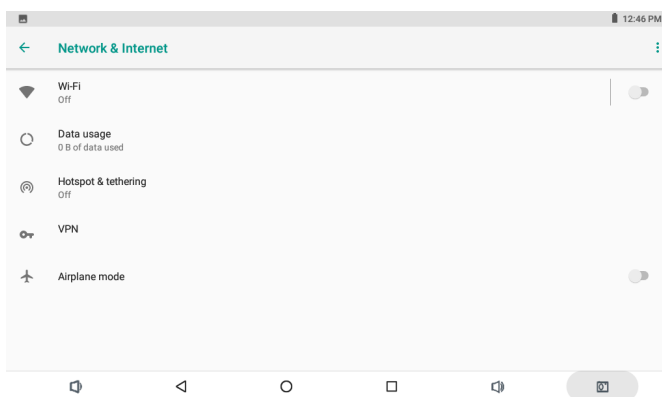 12:46 PM
Network & Internet
Wi-Fi
Off
Data usage
0 B of data used
Hotspot & tethering
Off
VPN
Airplane mode